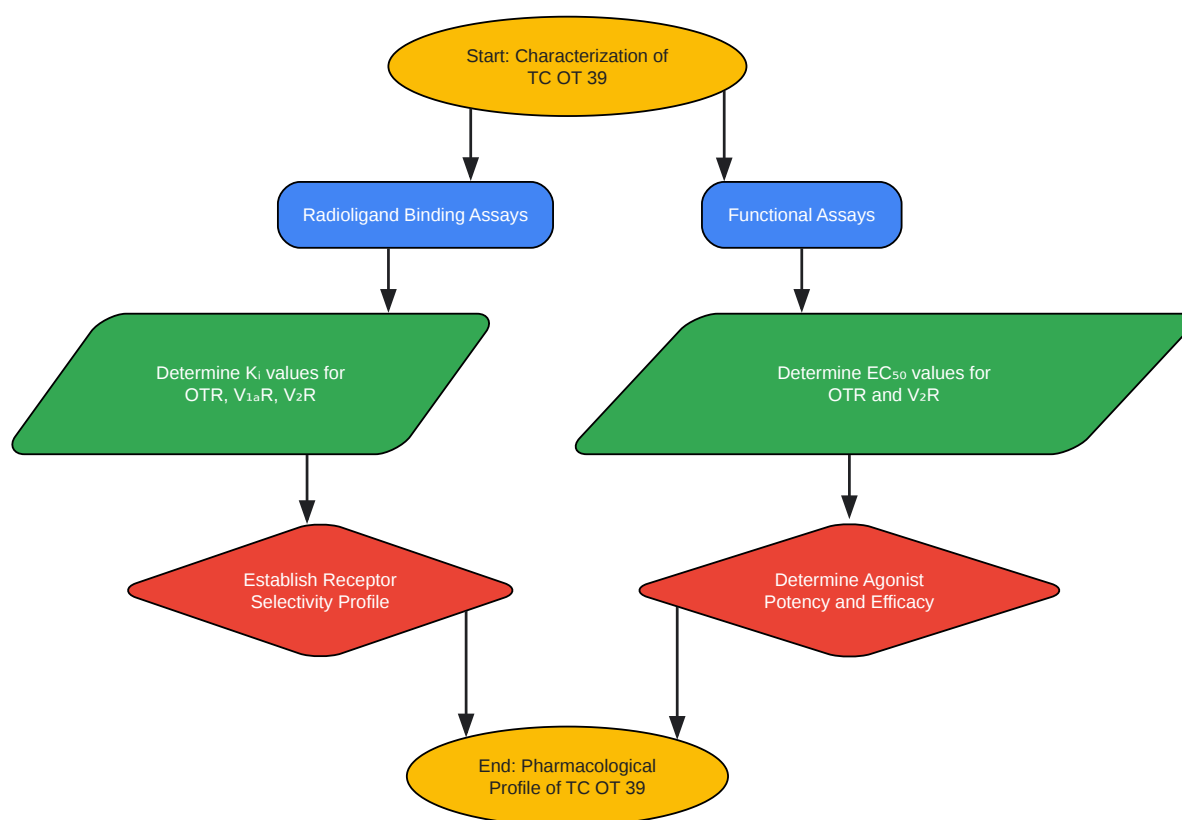 Start: Characterization of
TC OT 39
Radioligand Binding Assays
Functional Assays
Determine Kᵢ values for
OTR, V₁ₐR, V₂R
Determine EC₅₀ values for
OTR and V₂R
Establish Receptor
Selectivity Profile
Determine Agonist
Potency and Efficacy
End: Pharmacological
Profile of TC OT 39